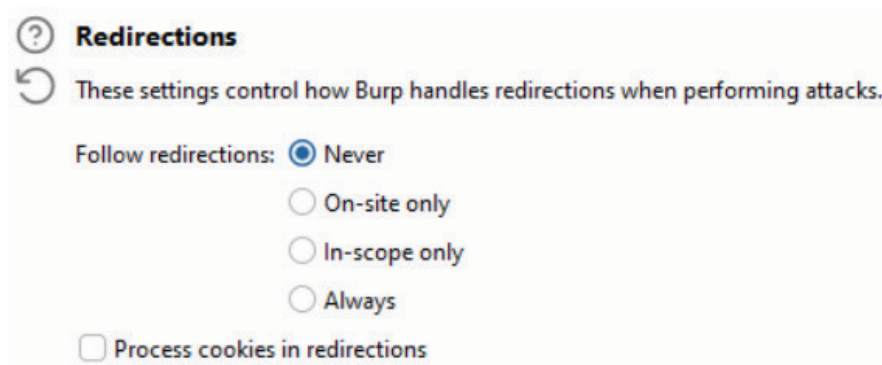 Redirections
These settings control how Burp handles redirections when performing attacks.
Follow redirections: Never
On-site only
In-scope only
Always
Process cookies in redirections